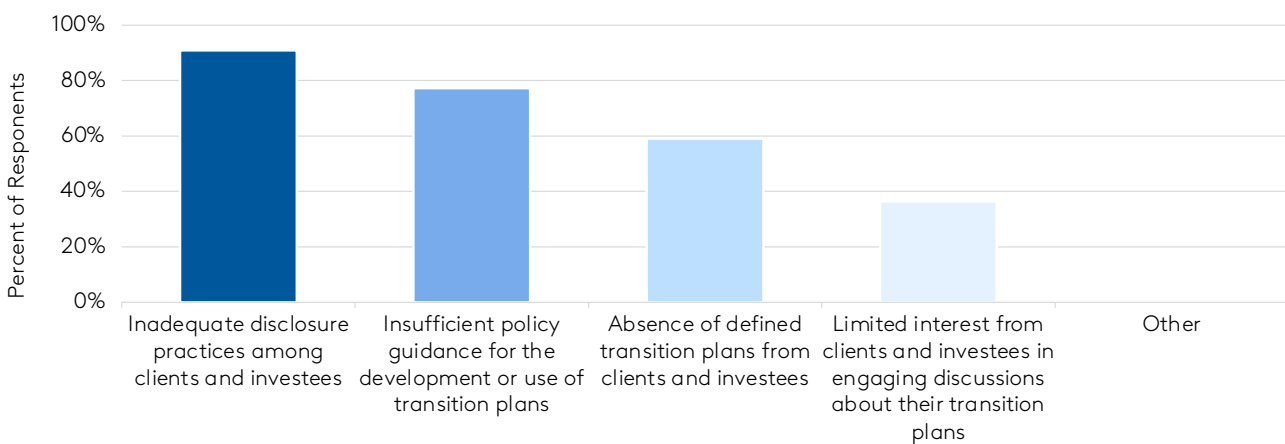 100%
80%
60%
40%
20%
0%
Percent of Responents
Inadequate disclosure
practices among
clients and investees
Insufficient policy
guidance for the
development or use of
transition plans
Absence of defined
transition plans from
clients and investees
Limited interest from
clients and investees in
engaging discussions
about their transition
plans
Other